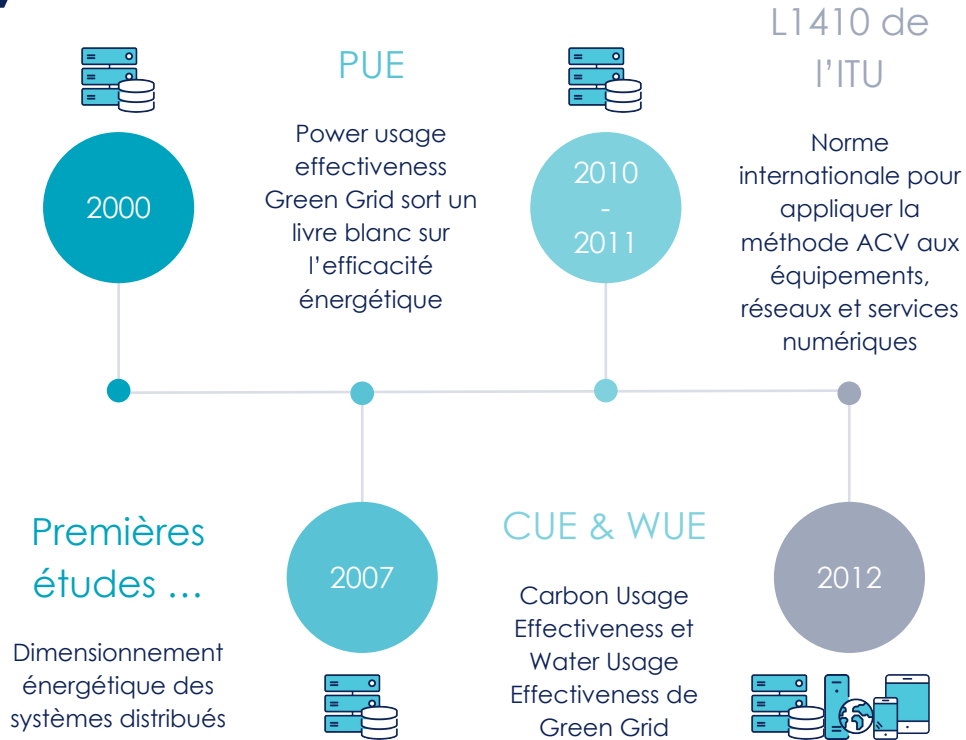 2000
Premières
études …
Dimensionnement
énergétique des
systèmes distribués
PUE
Power usage
effectiveness
Green Grid sort un
livre blanc sur
l’efficacité
énergétique
2007
2010
-
2011
CUE & WUE
Carbon Usage
Effectiveness et
Water Usage
Effectiveness de
Green Grid
L1410 de
l’ITU
Norme
internationale pour
appliquer la
méthode ACV aux
équipements,
réseaux et services
numériques
2012